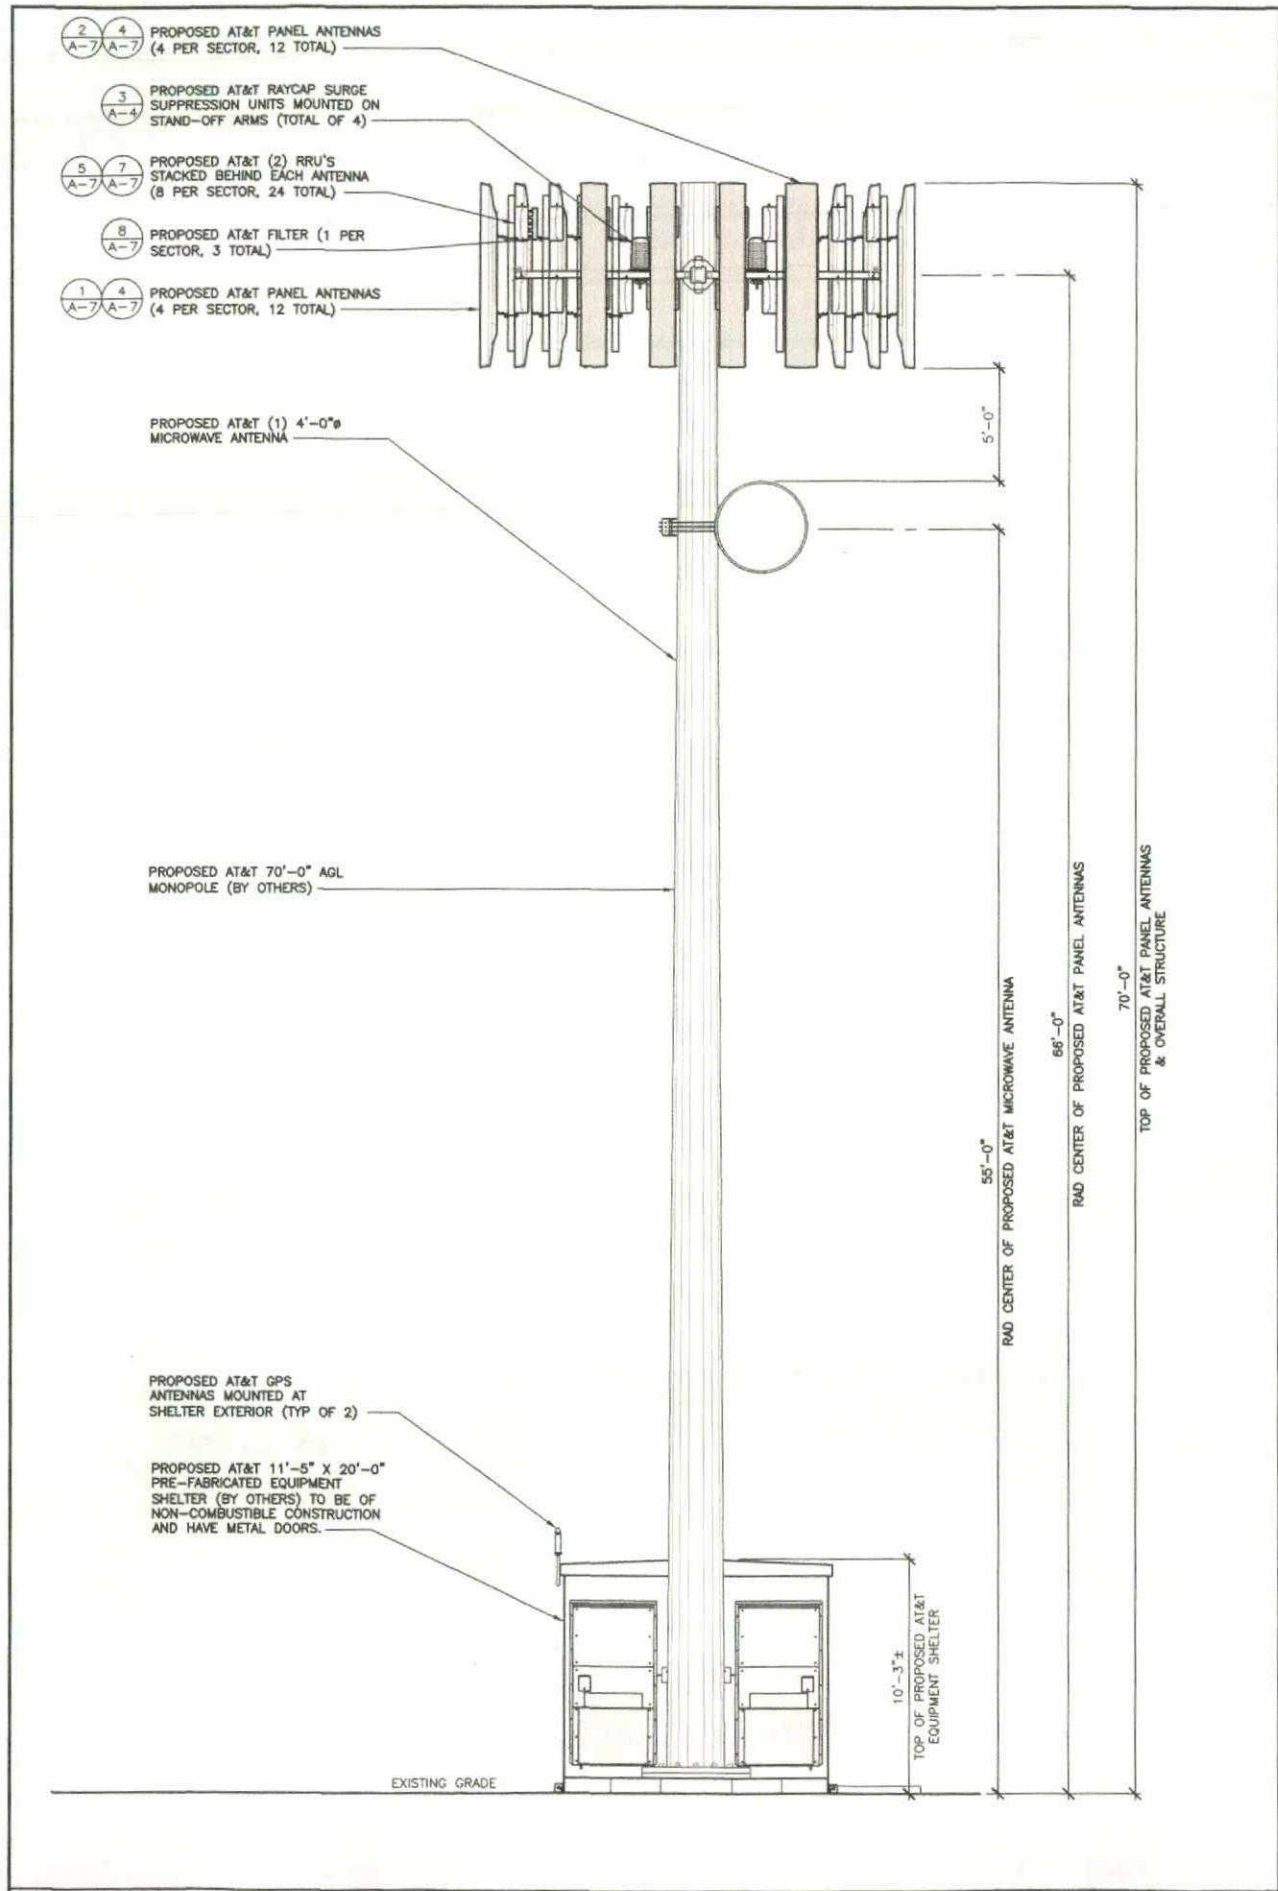 2 4 PROPOSED AT&T PANEL ANTENNAS
A-7 A-7 (4 PER SECTOR, 12 TOTAL)
3 PROPOSED AT&T RAYCAP SURGE
A-4 SUPPRESSION UNITS MOUNTED ON
STAND-OFF ARMS (TOTAL OF 4)
5 7 PROPOSED AT&T (2) RRU'S
A-7 A-7 STACKED BEHIND EACH ANTENNA
(8 PER SECTOR, 24 TOTAL)
8 PROPOSED AT&T FILTER (1 PER
A-7 SECTOR, 3 TOTAL)
1 4 PROPOSED AT&T PANEL ANTENNAS
A-7 A-7 (4 PER SECTOR, 12 TOTAL)
PROPOSED AT&T (1) 4'-0"ø
MICROWAVE ANTENNA
5'-0"
PROPOSED AT&T 70'-0" AGL
MONOPOLE (BY OTHERS)
55'-0"
RAD CENTER OF PROPOSED AT&T MICROWAVE ANTENNA
66'-0"
RAD CENTER OF PROPOSED AT&T PANEL ANTENNAS
70'-0"
TOP OF PROPOSED AT&T PANEL ANTENNAS
& OVERALL STRUCTURE
PROPOSED AT&T GPS
ANTENNAS MOUNTED AT
SHELTER EXTERIOR (TYP OF 2)
PROPOSED AT&T 11'-5" X 20'-0"
PRE-FABRICATED EQUIPMENT
SHELTER (BY OTHERS) TO BE OF
NON-COMBUSTIBLE CONSTRUCTION
AND HAVE METAL DOORS.
10'-3"±
TOP OF PROPOSED AT&T
EQUIPMENT SHELTER
EXISTING GRADE